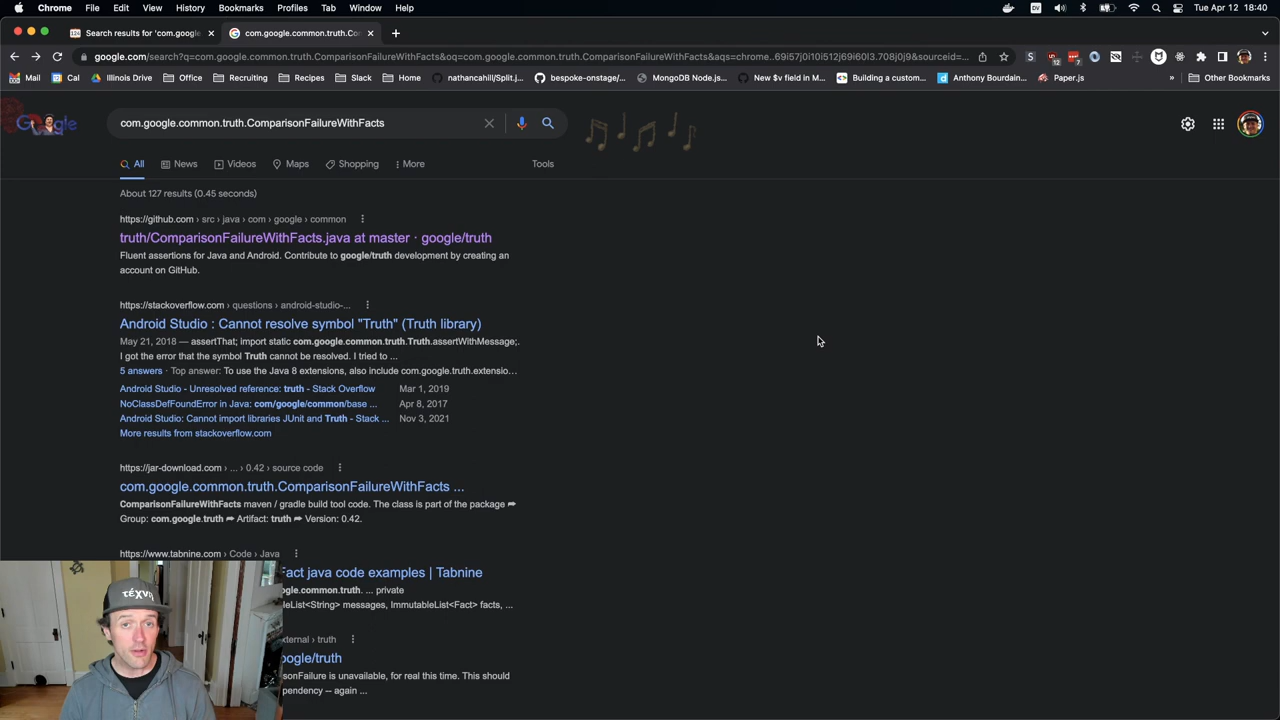 Chrome File Edit View History Bookmarks Profiles Tab Window Help
Tue Apr 12 18:40
Search results for 'com.google
com.google.common.truth.Co
google.com/search?q=com.google.common.truth.ComparisonFailureWithFacts&oq=com.google.common.truth.ComparisonFailureWithFacts&aqs=chrome..69i57j0i10i512j69i60l3.708j0j9&sourceid=...
Mail Cal Illinois Drive Office Recruiting Recipes Slack Home nathancahill/Split.j... bespoke-onstage/... MongoDB Node.js... New $v field in M... Building a custom... Anthony Bourdain... Paper.js » Other Bookmarks
Google
com.google.common.truth.ComparisonFailureWithFacts
All News Videos Maps Shopping More Tools
About 127 results (0.45 seconds)
https://github.com › src › java › com › google › common
truth/ComparisonFailureWithFacts.java at master · google/truth
Fluent assertions for Java and Android. Contribute to google/truth development by creating an
account on GitHub.
https://stackoverflow.com › questions › android-studio-...
Android Studio : Cannot resolve symbol "Truth" (Truth library)
May 21, 2018 — assertThat; import static com.google.common.truth.Truth.assertWithMessage;.
I got the error that the symbol Truth cannot be resolved. I tried to ...
5 answers · Top answer: To use the Java 8 extensions, also include com.google.truth.extensio...
Android Studio - Unresolved reference: truth - Stack Overflow Mar 1, 2019
NoClassDefFoundError in Java: com/google/common/base ... Apr 8, 2017
Android Studio: Cannot import libraries JUnit and Truth - Stack ... Nov 3, 2021
More results from stackoverflow.com
https://jar-download.com › ... › 0.42 › source code
com.google.common.truth.ComparisonFailureWithFacts ...
ComparisonFailureWithFacts maven / gradle build tool code. The class is part of the package ➦
Group: com.google.truth ➦ Artifact: truth ➦ Version: 0.42.
https://www.tabnine.com › Code › Java
Fact java code examples | Tabnine
gle.common.truth. ... private
leList<String> messages, ImmutableList<Fact> facts, ...
xternal › truth
oogle/truth
sonFailure is unavailable, for real this time. This should
pendency -- again ...